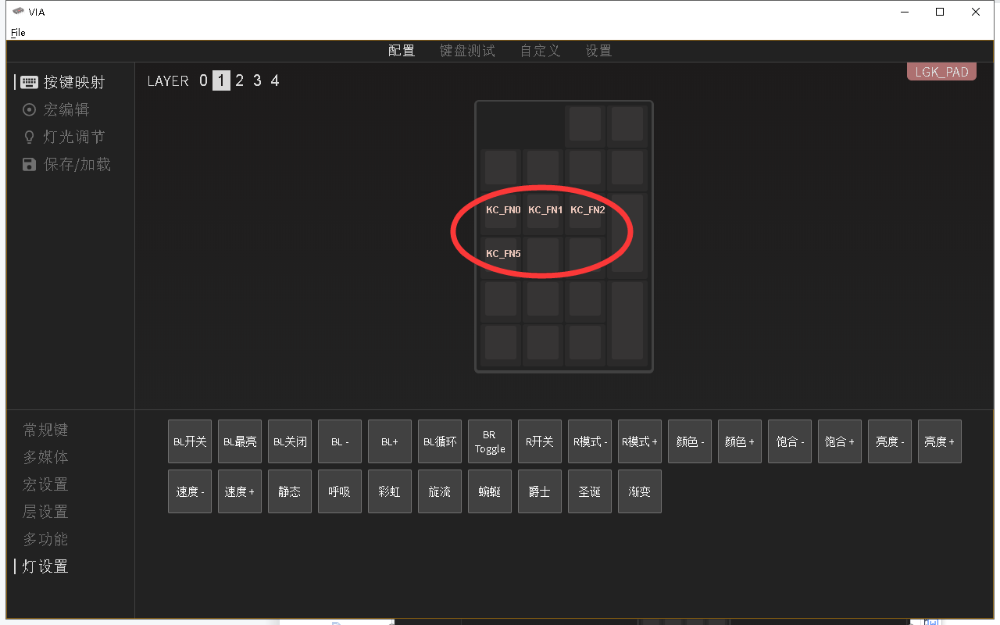 VIA
File
配置 键盘测试 自定义 设置
按键映射
宏编辑
灯光调节
保存/加载
LAYER 0 1 2 3 4
LGK_PAD
KC_FN0 KC_FN1 KC_FN2
KC_FN5
常规键
多媒体
宏设置
层设置
多功能
灯设置
BL开关 BL最亮 BL关闭 BL - BL+ BL循环 BR Toggle R开关 R模式 - R模式 + 颜色 - 颜色 + 饱合 - 饱合 + 亮度 - 亮度 +
速度 - 速度 + 静态 呼吸 彩虹 旋流 蜿蜒 爵士 圣诞 渐变